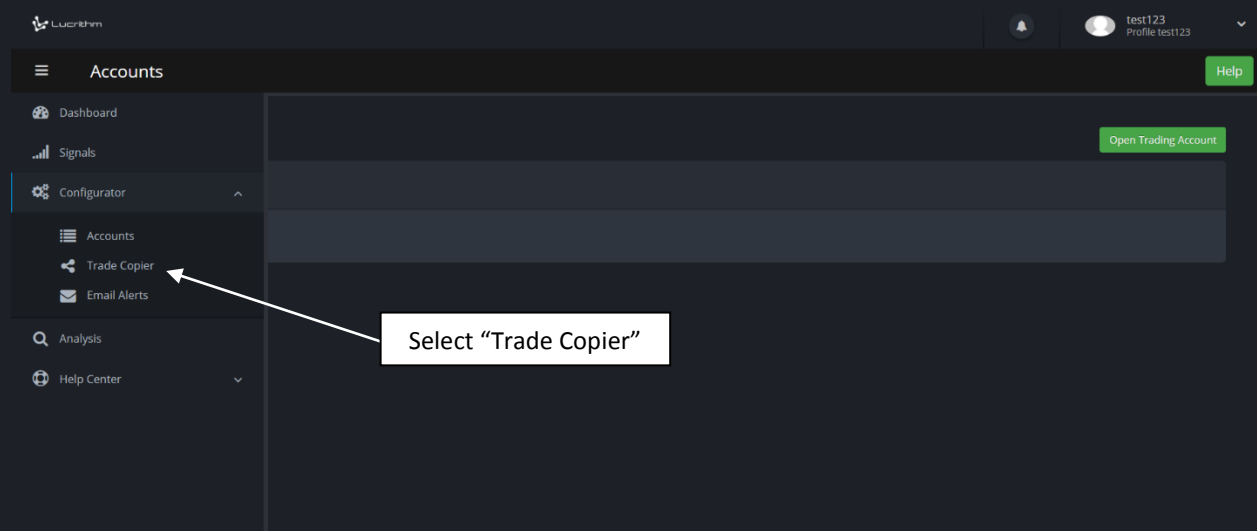 Lucrithm
test123
Profile test123
Accounts
Help
Dashboard
Open Trading Account
Signals
Configurator
Accounts
Trade Copier
Email Alerts
Select “Trade Copier”
Analysis
Help Center